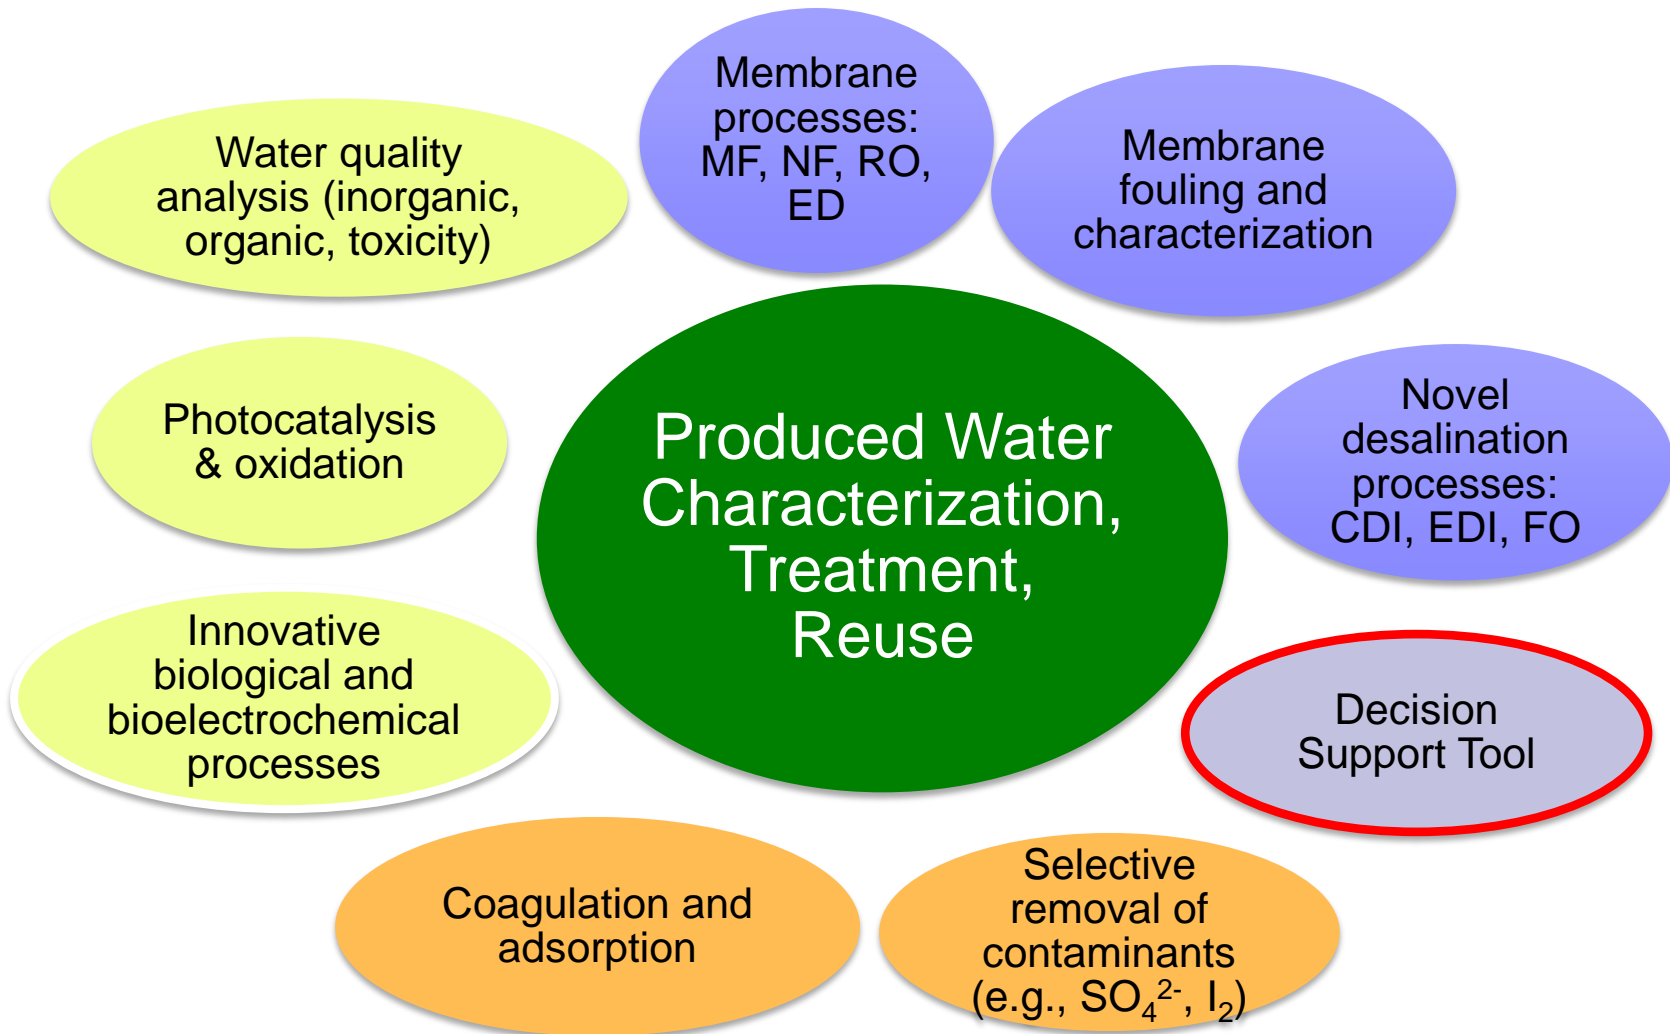 Membrane
processes:
MF, NF, RO,
ED
Membrane
fouling and
characterization
Water quality
analysis (inorganic,
organic, toxicity)
Novel
desalination
processes:
CDI, EDI, FO
Photocatalysis
& oxidation
Produced Water
Characterization,
Treatment,
Reuse
Innovative
biological and
bioelectrochemical
processes
Decision
Support Tool
Coagulation and
adsorption
Selective
removal of
contaminants
(e.g., SO₄²⁻, I₂)